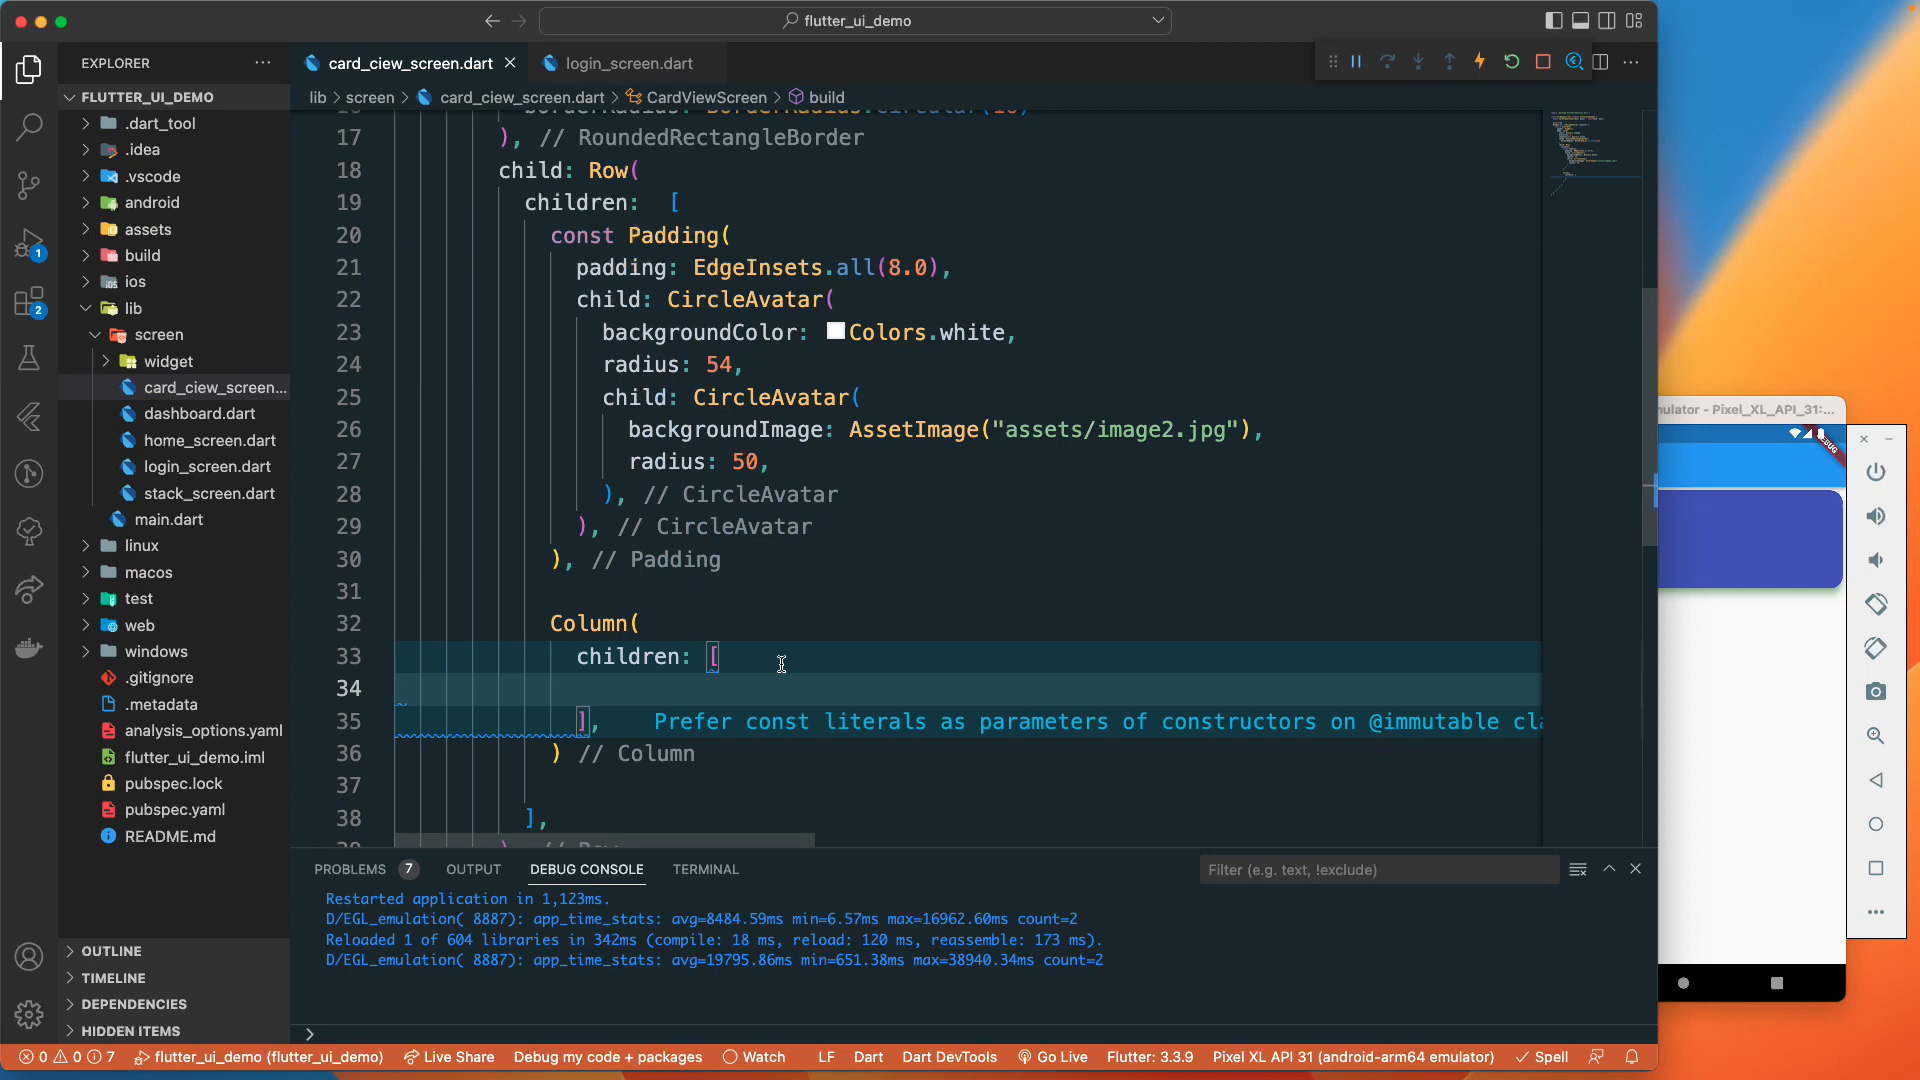 flutter_ui_demo
EXPLORER
card_ciew_screen.dart
login_screen.dart
FLUTTER_UI_DEMO
lib > screen > card_ciew_screen.dart > CardViewScreen > build
.dart_tool
.idea
.vscode
android
assets
build
ios
lib
screen
widget
card_ciew_screen...
dashboard.dart
home_screen.dart
login_screen.dart
stack_screen.dart
main.dart
linux
macos
test
web
windows
.gitignore
.metadata
analysis_options.yaml
flutter_ui_demo.iml
pubspec.lock
pubspec.yaml
README.md
OUTLINE
TIMELINE
DEPENDENCIES
HIDDEN ITEMS
1
2
17 ), // RoundedRectangleBorder
18 child: Row(
19 children: [
20 const Padding(
21 padding: EdgeInsets.all(8.0),
22 child: CircleAvatar(
23 backgroundColor: Colors.white,
24 radius: 54,
25 child: CircleAvatar(
26 backgroundImage: AssetImage("assets/image2.jpg"),
27 radius: 50,
28 ), // CircleAvatar
29 ), // CircleAvatar
30 ), // Padding
31
32 Column(
33 children: [
34
35 ], Prefer const literals as parameters of constructors on @immutable cla
36 ) // Column
37
38 ],
PROBLEMS 7 OUTPUT DEBUG CONSOLE TERMINAL
Filter (e.g. text, !exclude)
Restarted application in 1,123ms.
D/EGL_emulation( 8887): app_time_stats: avg=8484.59ms min=6.57ms max=16962.60ms count=2
Reloaded 1 of 604 libraries in 342ms (compile: 18 ms, reload: 120 ms, reassemble: 173 ms).
D/EGL_emulation( 8887): app_time_stats: avg=19795.86ms min=651.38ms max=38940.34ms count=2
>
0 0 7 flutter_ui_demo (flutter_ui_demo) Live Share Debug my code + packages Watch LF Dart Dart DevTools Go Live Flutter: 3.3.9 Pixel XL API 31 (android-arm64 emulator) Spell
ulator - Pixel_XL_API_31:...
DEBUG